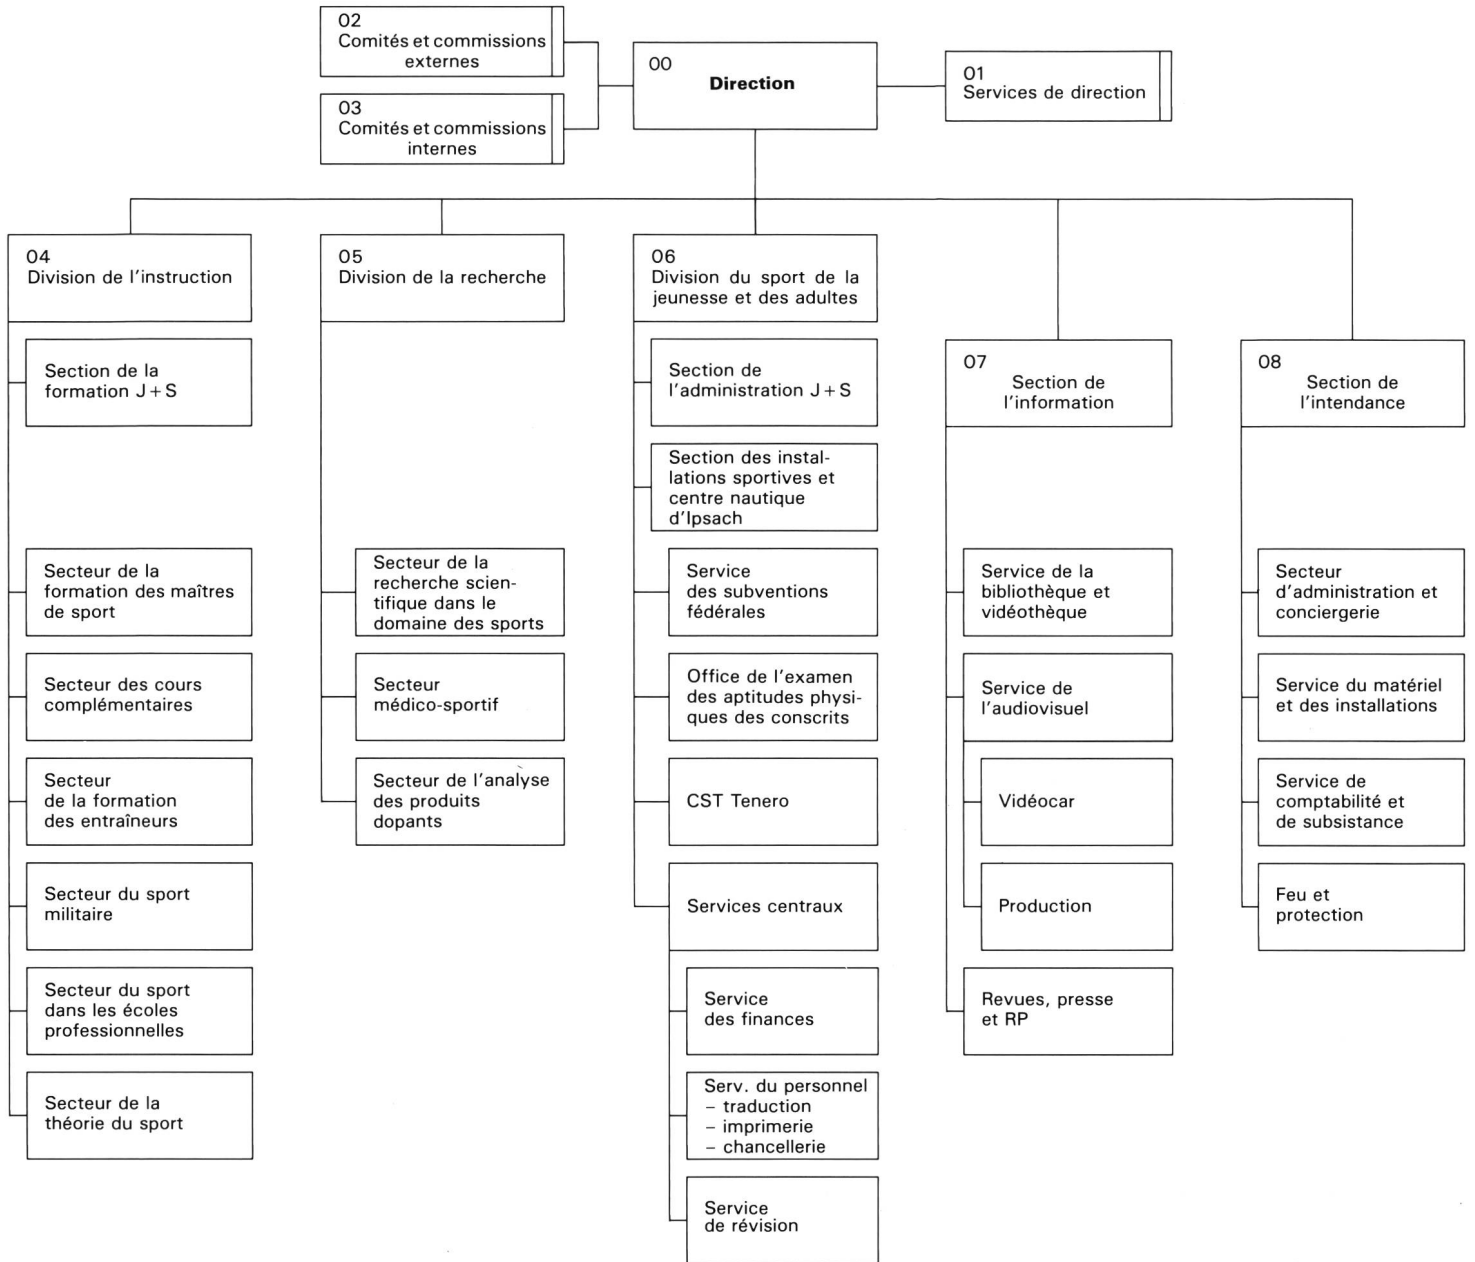 02
Comités et commissions
externes
03
Comités et commissions
internes
00
Direction
01
Services de direction
04
Division de l'instruction
Section de la
formation J+S
Secteur de la
formation des maîtres
de sport
Secteur des cours
complémentaires
Secteur
de la formation
des entraîneurs
Secteur du sport
militaire
Secteur du sport
dans les écoles
professionnelles
Secteur de la
théorie du sport
05
Division de la recherche
Secteur de la
recherche scien-
tifique dans le
domaine des sports
Secteur
médico-sportif
Secteur de l'analyse
des produits
dopants
06
Division du sport de la
jeunesse et des adultes
Section de
l'administration J+S
Section des instal-
lations sportives et
centre nautique
d'Ipsach
Service
des subventions
fédérales
Office de l'examen
des aptitudes physi-
ques des conscrits
CST Tenero
Services centraux
Service
des finances
Serv. du personnel
– traduction
– imprimerie
– chancellerie
Service
de révision
07
Section de
l'information
Service de la
bibliothèque et
vidéothèque
Service de
l'audiovisuel
Vidéocar
Production
Revues, presse
et RP
08
Section de
l'intendance
Secteur
d'administration et
conciergerie
Service du matériel
et des installations
Service de
comptabilité et
de subsistance
Feu et
protection